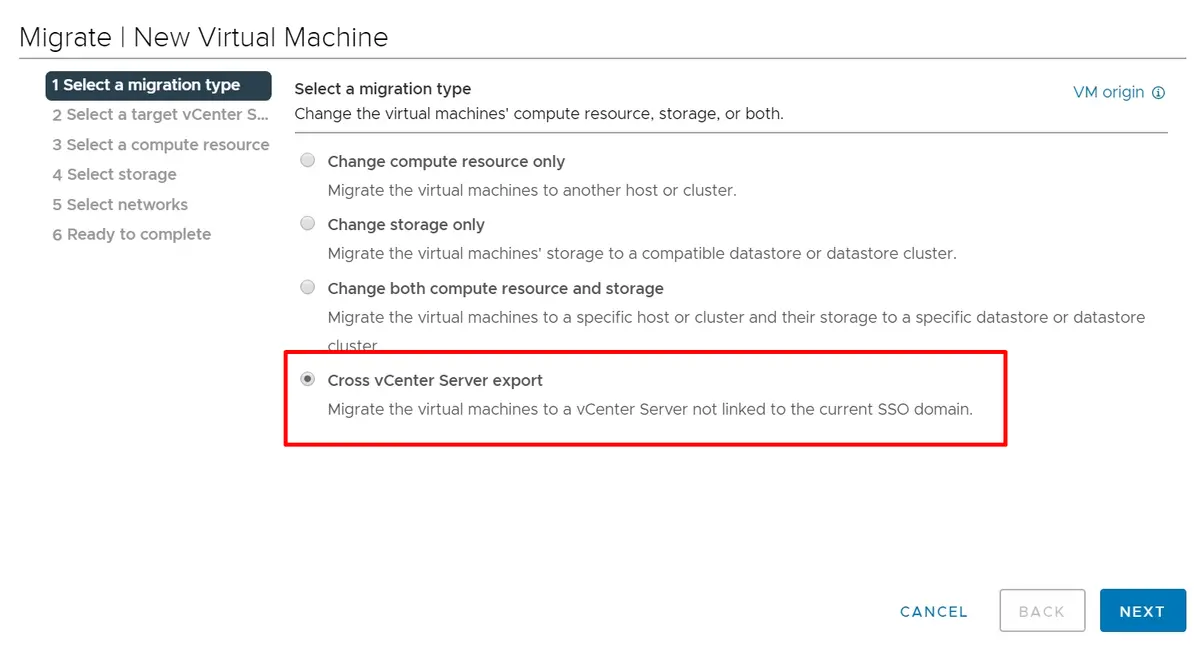 Migrate | New Virtual Machine
1 Select a migration type
2 Select a target vCenter S...
3 Select a compute resource
4 Select storage
5 Select networks
6 Ready to complete
Select a migration type
VM origin
Change the virtual machines' compute resource, storage, or both.
Change compute resource only
Migrate the virtual machines to another host or cluster.
Change storage only
Migrate the virtual machines' storage to a compatible datastore or datastore cluster.
Change both compute resource and storage
Migrate the virtual machines to a specific host or cluster and their storage to a specific datastore or datastore
cluster
Cross vCenter Server export
Migrate the virtual machines to a vCenter Server not linked to the current SSO domain.
CANCEL
BACK
NEXT